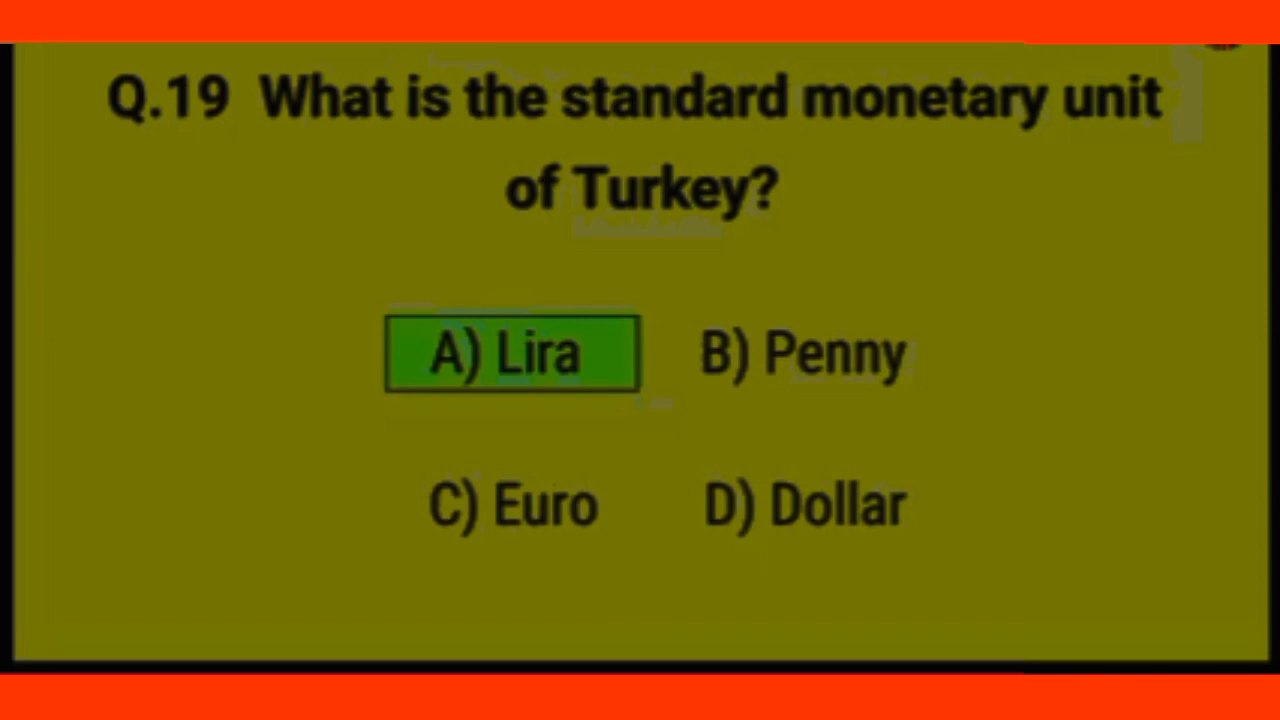 Q.19 What is the standard monetary unit
of Turkey?
A) Lira B) Penny
C) Euro D) Dollar